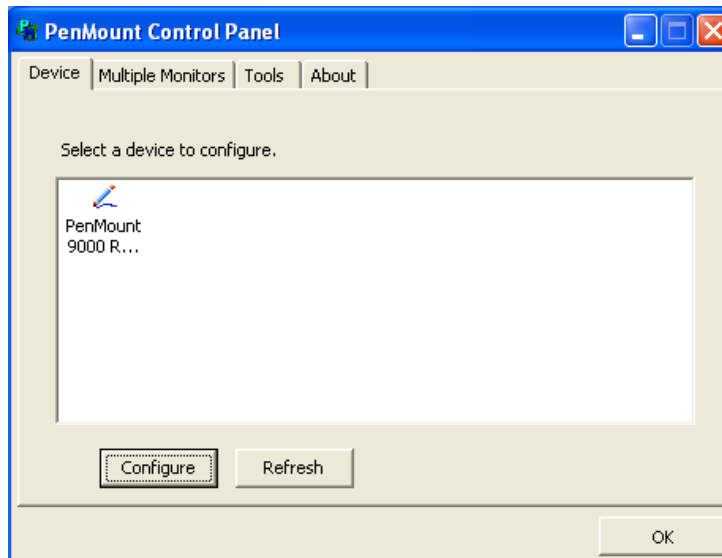 PenMount Control Panel
Device Multiple Monitors Tools About
Select a device to configure.
PenMount
9000 R...
Configure Refresh
OK